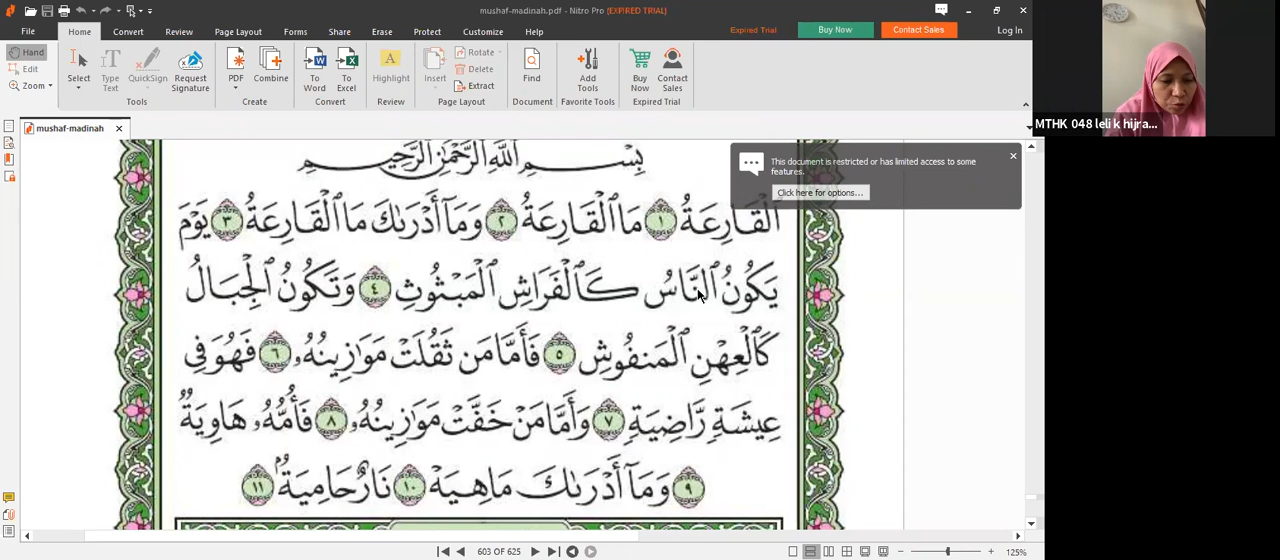 mushaf-madinah.pdf - Nitro Pro (EXPIRED TRIAL)
File Home Convert Review Page Layout Forms Share Erase Protect Customize Help Expired Trial Buy Now Contact Sales Log In
Hand
Edit
Zoom
Select
Type Text
QuickSign
Request Signature
Tools
PDF
Combine
Create
To Word
To Excel
Convert
Highlight
Review
Insert
Rotate
Delete
Extract
Page Layout
Find
Document
Add Tools
Favorite Tools
Buy Now
Contact Sales
Expired Trial
MTHK 048 leli k hijra...
mushaf-madinah
This document is restricted or has limited access to some
features.
Click here for options...
بِسْمِ اللَّهِ الرَّحْمَٰنِ الرَّحِيمِ
ٱلْقَارِعَةُ ١ مَا ٱلْقَارِعَةُ ٢ وَمَآ أَدْرَىٰكَ مَا ٱلْقَارِعَةُ ٣ يَوْمَ
يَكُونُ ٱلنَّاسُ كَٱلْفَرَاشِ ٱلْمَبْثُوثِ ٤ وَتَكُونُ ٱلْجِبَالُ
كَٱلْعِهْنِ ٱلْمَنفُوشِ ٥ فَأَمَّا مَن ثَقُلَتْ مَوَٰزِينُهُۥ ٦ فَهُوَ فِى
عِيشَةٍ رَّاضِيَةٍ ٧ وَأَمَّا مَنْ خَفَّتْ مَوَٰزِينُهُۥ ٨ فَأُمُّهُۥ هَاوِيَةٌ
٩ وَمَآ أَدْرَىٰكَ مَا هِيَهْ ١٠ نَارٌ حَامِيَةٌۢ ١١
603 OF 625
125%